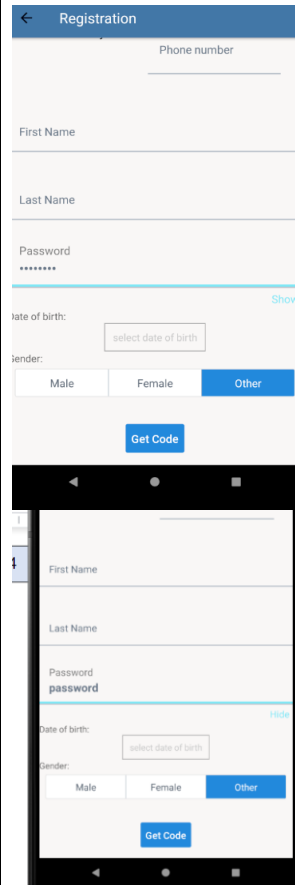 Registration
Phone number
First Name
Last Name
Password
••••••••
Show
Date of birth:
select date of birth
Gender:
Male Female Other
Get Code
First Name
Last Name
Password
password
Hide
Date of birth:
select date of birth
Gender:
Male Female Other
Get Code